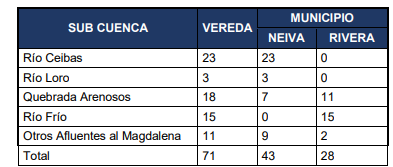 SUB CUENCA VEREDA MUNICIPIO
NEIVA RIVERA
Río Ceibas 23 23 0
Río Loro 3 3 0
Quebrada Arenosos 18 7 11
Río Frío 15 0 15
Otros Afluentes al Magdalena 11 9 2
Total 71 43 28